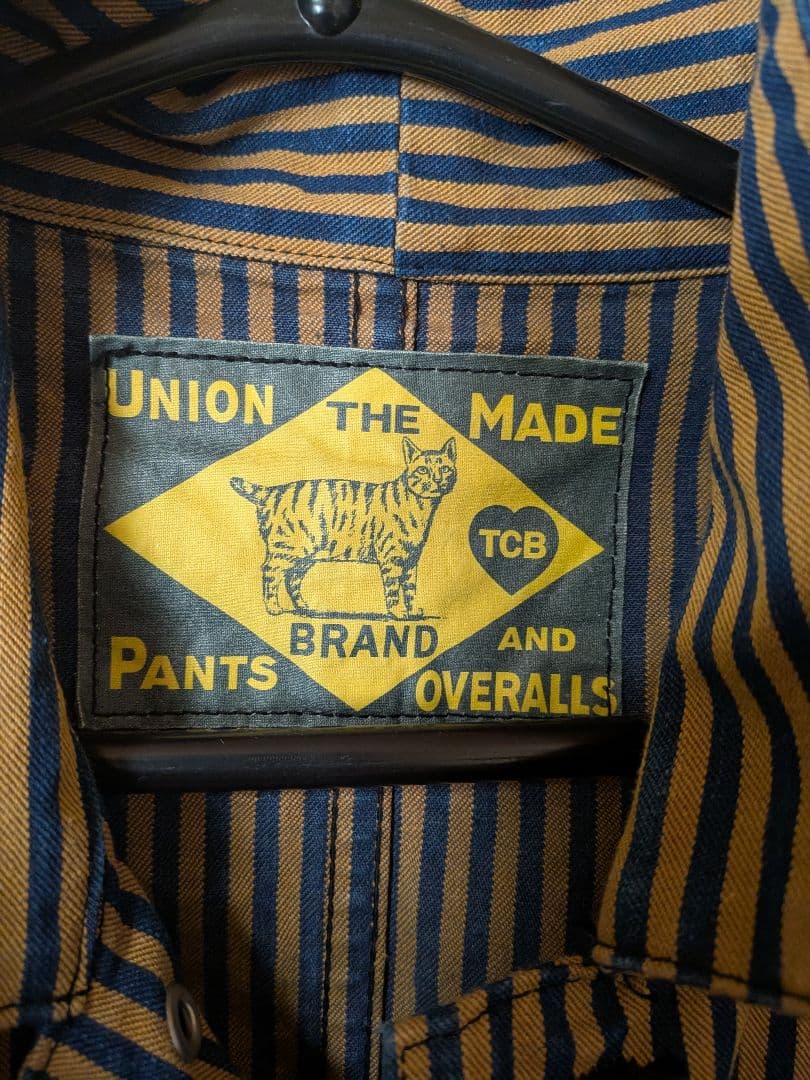 UNION THE MADE
TCB
BRAND AND
PANTS OVERALLS